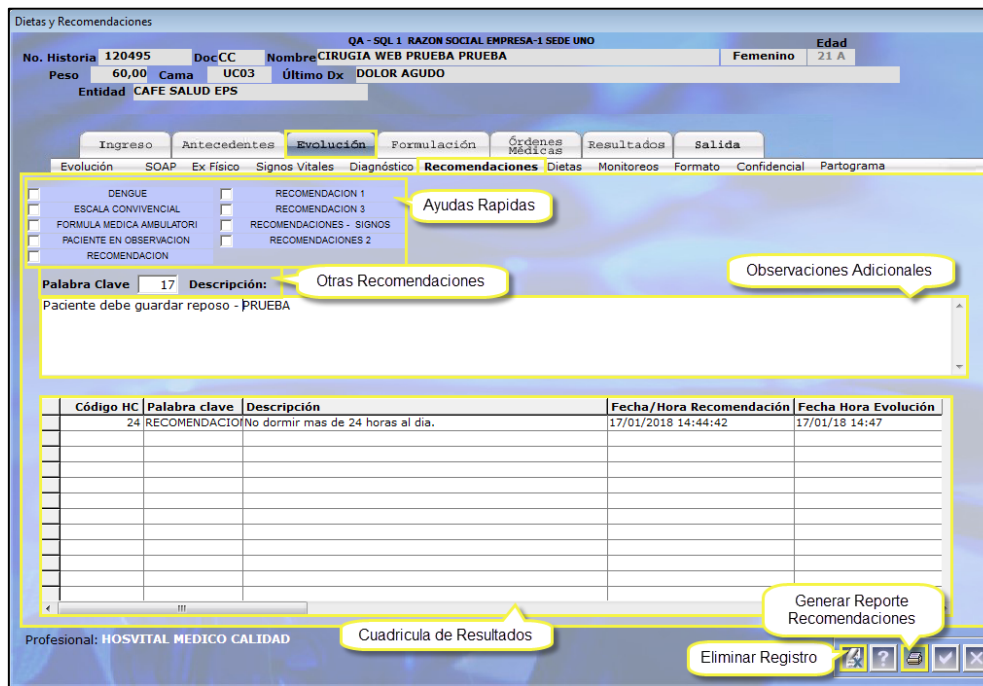 Dietas y Recomendaciones
QA - SQL 1 RAZON SOCIAL EMPRESA-1 SEDE UNO
Edad
No. Historia 120495 Doc CC Nombre CIRUGIA WEB PRUEBA PRUEBA Femenino 21 A
Peso 60,00 Cama UC03 Último Dx DOLOR AGUDO
Entidad CAFE SALUD EPS
Ingreso Antecedentes Evolución Formulación Órdenes Médicas Resultados Salida
Evolución SOAP Ex Físico Signos Vitales Diagnóstico Recomendaciones Dietas Monitoreos Formato Confidencial Partograma
DENGUE RECOMENDACION 1
ESCALA CONVIVENCIAL RECOMENDACION 3
FORMULA MEDICA AMBULATORI RECOMENDACIONES - SIGNOS
PACIENTE EN OBSERVACION RECOMENDACIONES 2
RECOMENDACION
Ayudas Rapidas
Observaciones Adicionales
Palabra Clave 17 Descripción:
Otras Recomendaciones
Paciente debe guardar reposo - PRUEBA
Código HC Palabra clave Descripción Fecha/Hora Recomendación Fecha Hora Evolución
24 RECOMENDACION No dormir mas de 24 horas al dia. 17/01/2018 14:44:42 17/01/18 14:47
Generar Reporte
Recomendaciones
Cuadricula de Resultados
Profesional: HOSVITAL MEDICO CALIDAD
Eliminar Registro